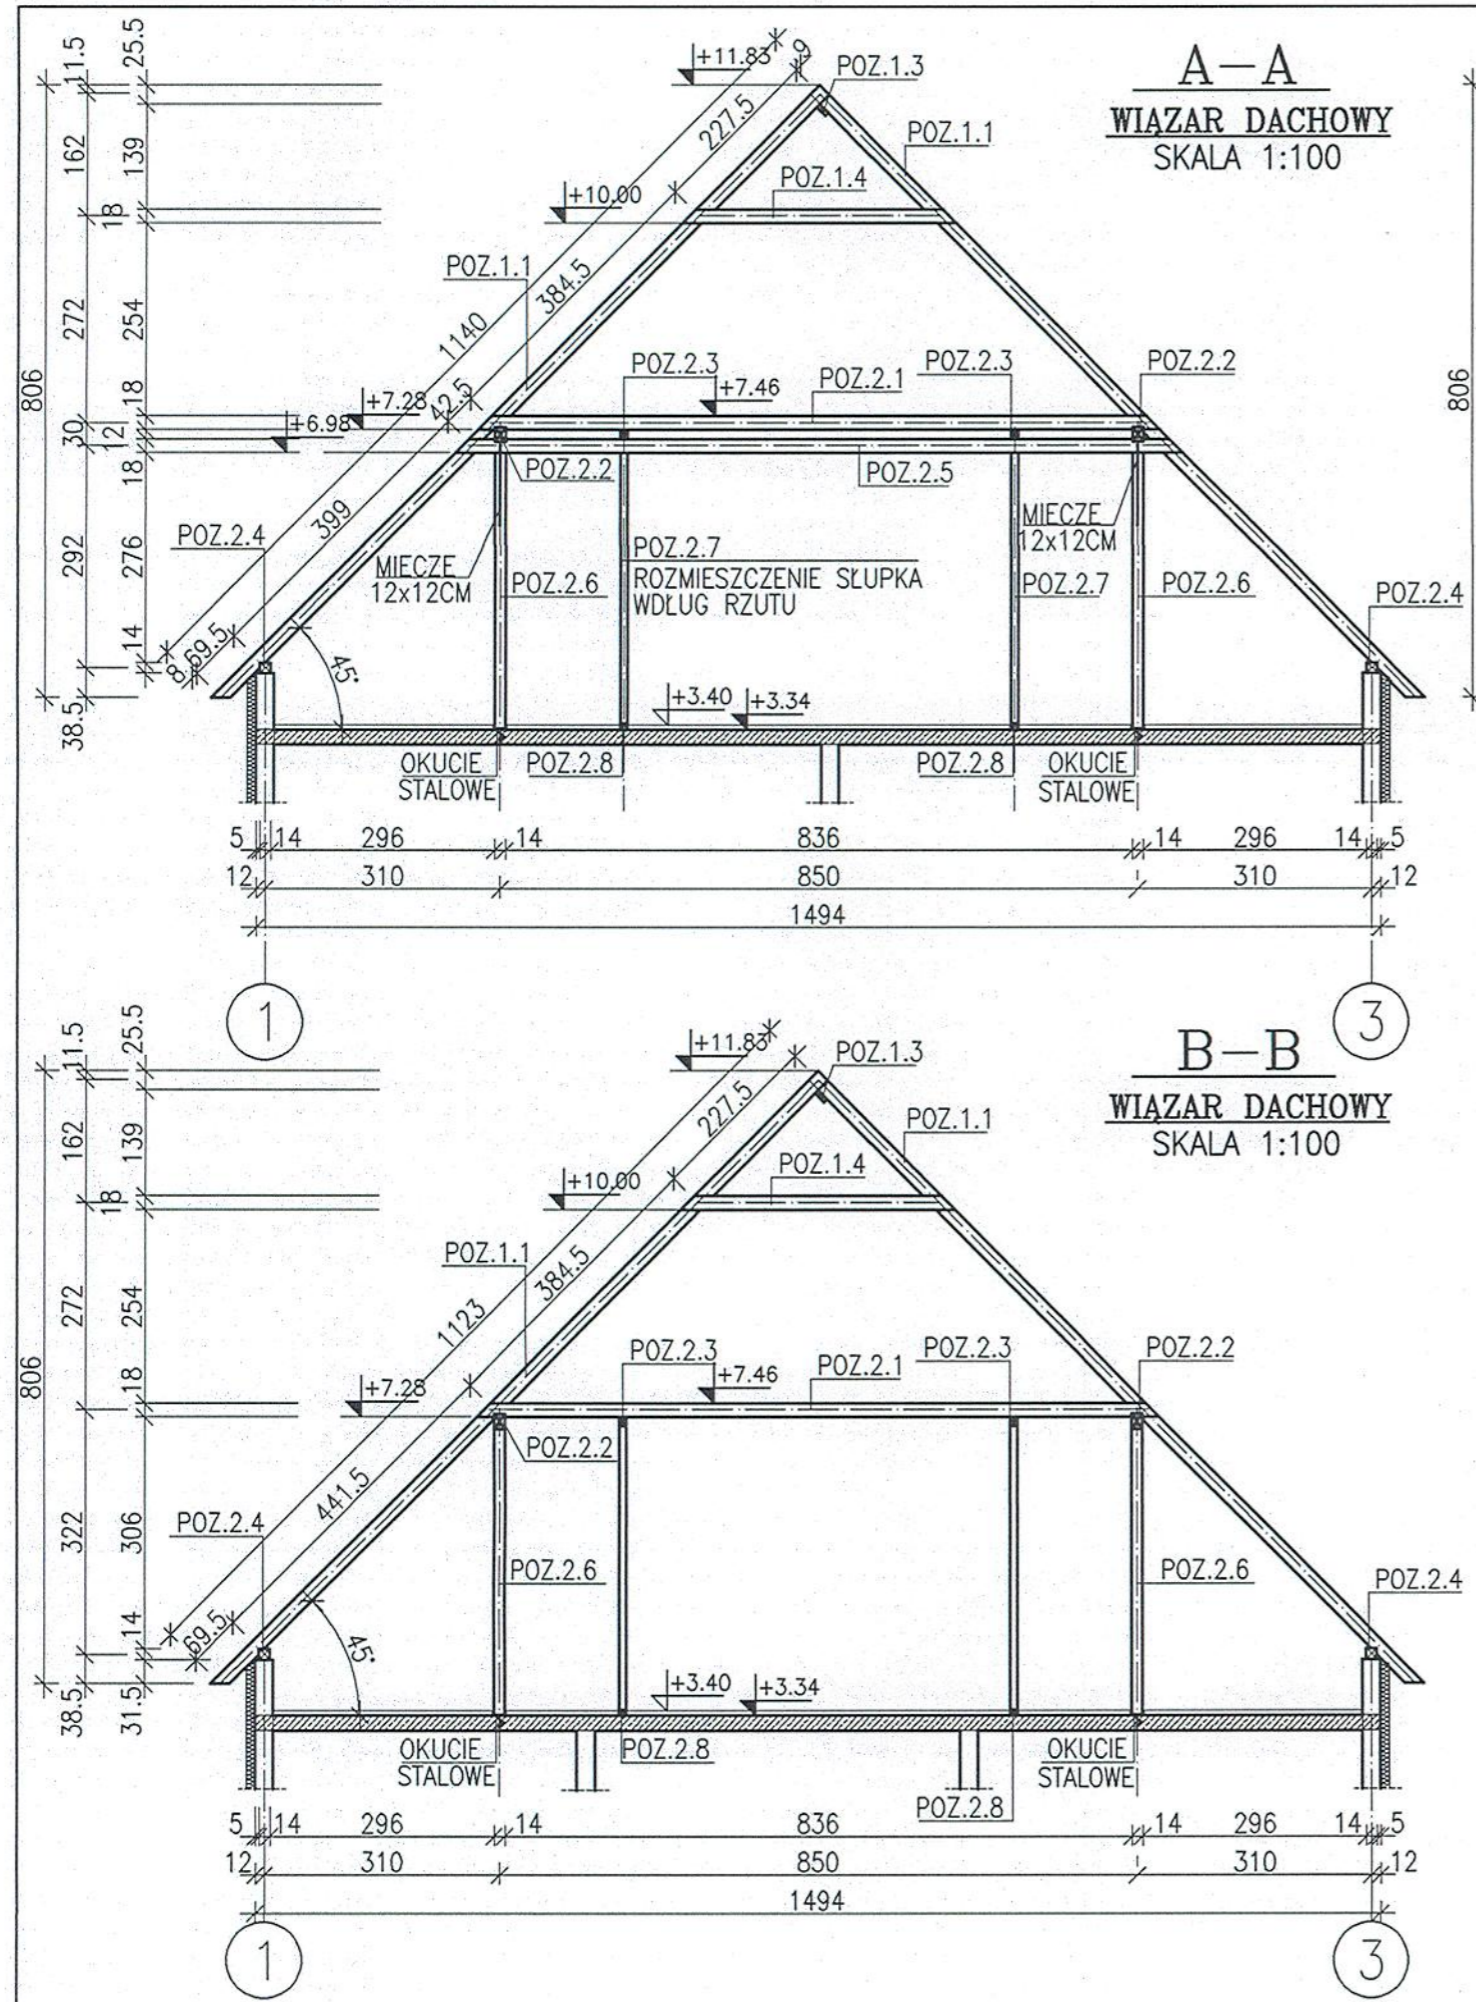 A-A
WIĄZAR DACHOWY
SKALA 1:100
11.5
25.5
162
139
18
272
254
806
18
30
12
18
292
276
14
38.5
+11.83
9
POZ.1.3
227.5
POZ.1.1
POZ.1.4
+10.00
POZ.1.1
384.5
1140
806
POZ.2.3
POZ.2.3
POZ.2.2
+7.28
42.5
+7.46
POZ.2.1
+6.98
POZ.2.2
POZ.2.5
399
POZ.2.4
MIECZE
12x12CM
POZ.2.6
POZ.2.7
ROZMIESZCZENIE SŁUPKA
WDŁUG RZUTU
MIECZE
12x12CM
POZ.2.7
POZ.2.6
POZ.2.4
8
69.5
45°
+3.40
+3.34
OKUCIE
STALOWE
POZ.2.8
POZ.2.8
OKUCIE
STALOWE
5 14 296 14 836 14 296 14 5
12 310 850 310 12
1494
1
3
B-B
WIĄZAR DACHOWY
SKALA 1:100
11.5
25.5
162
139
18
272
254
806
18
322
306
14
38.5
31.5
+11.83
POZ.1.3
227.5
POZ.1.1
POZ.1.4
+10.00
POZ.1.1
384.5
1123
POZ.2.3
POZ.2.3
POZ.2.2
+7.28
+7.46
POZ.2.1
POZ.2.2
441.5
POZ.2.4
POZ.2.6
POZ.2.6
POZ.2.4
69.5
45°
+3.40
+3.34
OKUCIE
STALOWE
POZ.2.8
OKUCIE
STALOWE
POZ.2.8
5 14 296 14 836 14 296 14 5
12 310 850 310 12
1494
1
3